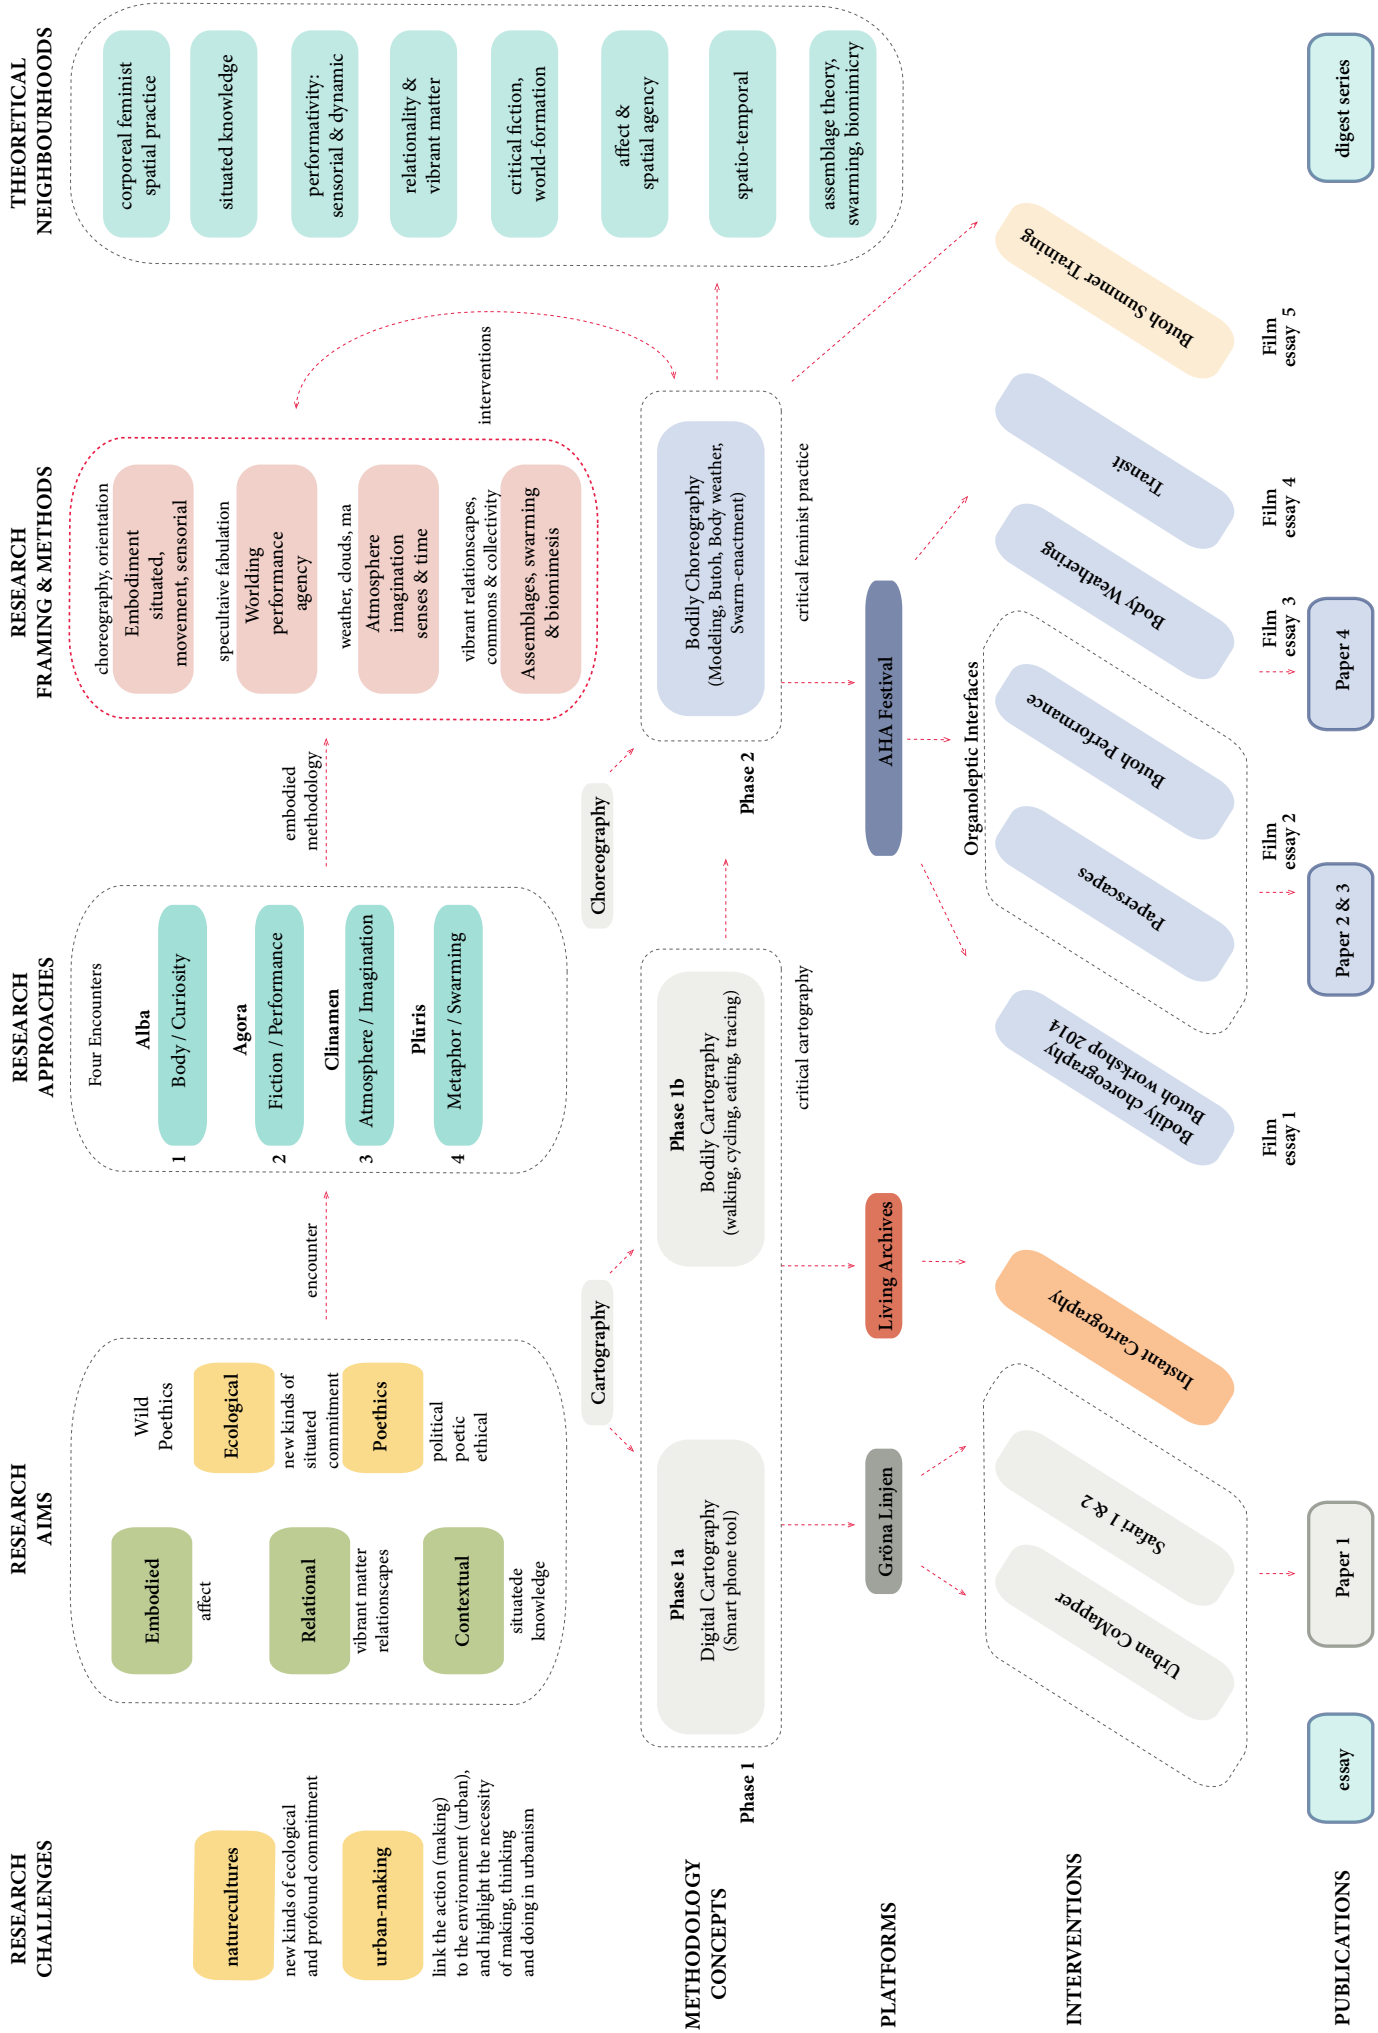 RESEARCH
CHALLENGES
naturecultures
new kinds of ecological
and profound commitment
urban-making
link the action (making)
to the environment (urban),
and highlight the necessity
of making, thinking
and doing in urbanism
RESEARCH
AIMS
Embodied
affect
Relational
vibrant matter
relationscapes
Contextual
situatede
knowledge
Wild
Poethics
Ecological
new kinds of
situated
commitment
Poethics
political
poetic
ethical
encounter
RESEARCH
APPROACHES
Four Encounters
Alba
1
Body / Curiosity
Agora
2
Fiction / Performance
Clinamen
3
Atmosphere / Imagination
Plūris
4
Metaphor / Swarming
embodied
methodology
RESEARCH
FRAMING & METHODS
choreography, orientation
Embodiment
situated,
movement, sensorial
specultaive fabulation
Worlding
performance
agency
weather, clouds, ma
Atmosphere
imagination
senses & time
vibrant relationscapes,
commons & collectivity
Assemblages, swarming
& biomimesis
interventions
THEORETICAL
NEIGHBOURHOODS
corporeal feminist
spatial practice
situated knowledge
performativity:
sensorial & dynamic
relationality &
vibrant matter
critical fiction,
world-formation
affect &
spatial agency
spatio-temporal
assemblage theory,
swarming, biomimicry
METHODOLOGY
CONCEPTS
Cartography
Choreography
Phase 1
Phase 1a
Digital Cartography
(Smart phone tool)
Phase 1b
Bodily Cartography
(walking, cycling, eating, tracing)
critical cartography
Phase 2
Bodily Choreography
(Modeling, Butoh, Body weather,
Swarm-enactment)
critical feminist practice
PLATFORMS
Gröna Linjen
Living Archives
AHA Festival
INTERVENTIONS
Urban CoMapper
Safari 1 & 2
Instant Cartography
Bodily choreography
Butoh workshop 2014
Organoleptic Interfaces
Paperscapes
Butoh Performance
Body Weathering
Transit
Butoh Summer Training
Film
essay 1
Film
essay 2
Film
essay 3
Film
essay 4
Film
essay 5
PUBLICATIONS
essay
Paper 1
Paper 2 & 3
Paper 4
digest series